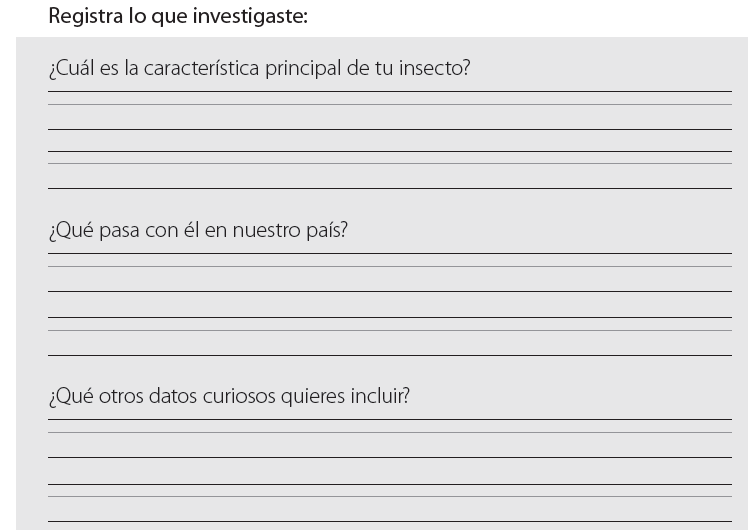 Registra lo que investigaste:
¿Cuál es la característica principal de tu insecto?
¿Qué pasa con él en nuestro país?
¿Qué otros datos curiosos quieres incluir?